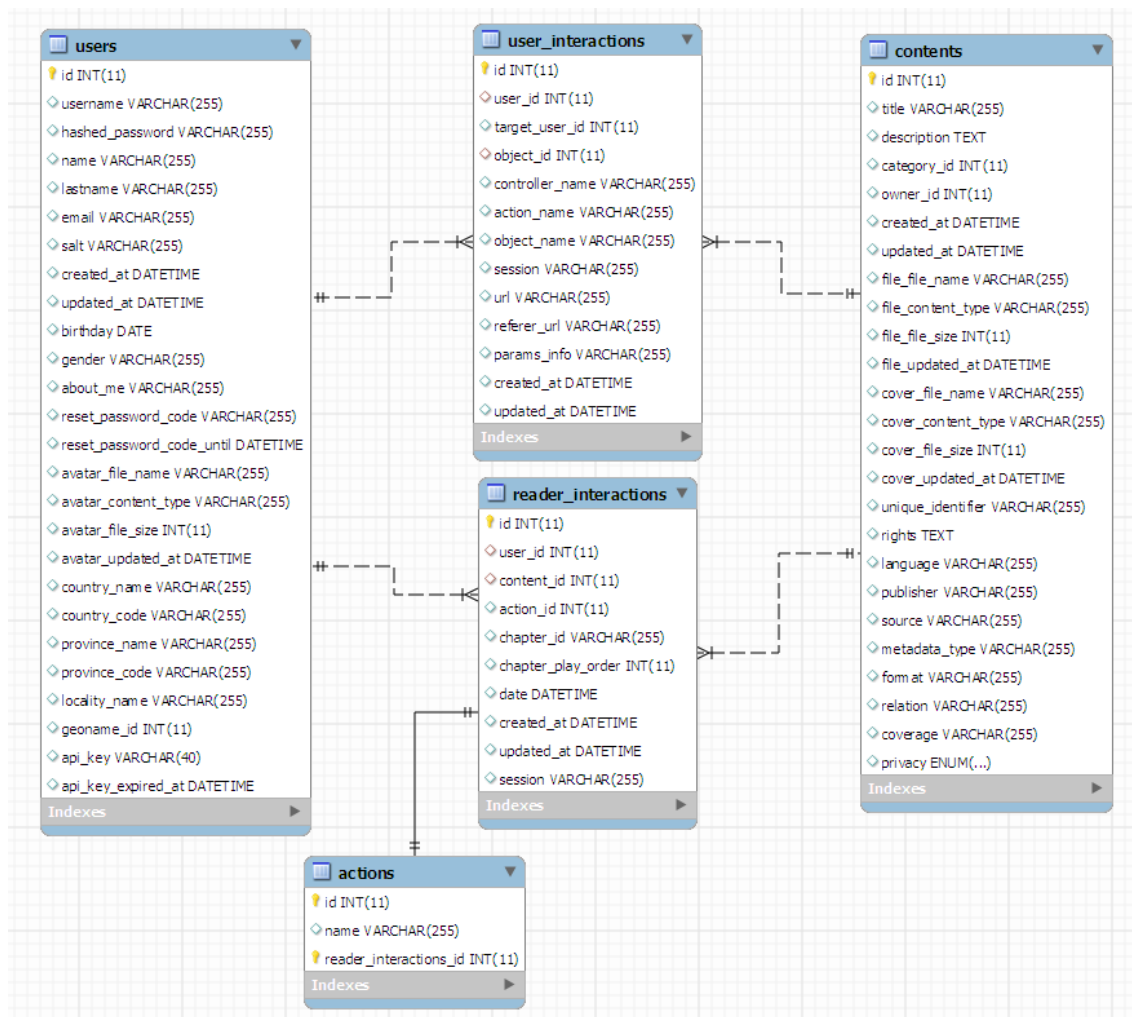 users
id INT(11)
username VARCHAR(255)
hashed_password VARCHAR(255)
name VARCHAR(255)
lastname VARCHAR(255)
email VARCHAR(255)
salt VARCHAR(255)
created_at DATETIME
updated_at DATETIME
birthday DATE
gender VARCHAR(255)
about_me VARCHAR(255)
reset_password_code VARCHAR(255)
reset_password_code_until DATETIME
avatar_file_name VARCHAR(255)
avatar_content_type VARCHAR(255)
avatar_file_size INT(11)
avatar_updated_at DATETIME
country_name VARCHAR(255)
country_code VARCHAR(255)
province_name VARCHAR(255)
province_code VARCHAR(255)
locality_name VARCHAR(255)
geoname_id INT(11)
api_key VARCHAR(40)
api_key_expired_at DATETIME
Indexes
user_interactions
id INT(11)
user_id INT(11)
target_user_id INT(11)
object_id INT(11)
controller_name VARCHAR(255)
action_name VARCHAR(255)
object_name VARCHAR(255)
session VARCHAR(255)
url VARCHAR(255)
referer_url VARCHAR(255)
params_info VARCHAR(255)
created_at DATETIME
updated_at DATETIME
Indexes
reader_interactions
id INT(11)
user_id INT(11)
content_id INT(11)
action_id INT(11)
chapter_id VARCHAR(255)
chapter_play_order INT(11)
date DATETIME
created_at DATETIME
updated_at DATETIME
session VARCHAR(255)
Indexes
actions
id INT(11)
name VARCHAR(255)
reader_interactions_id INT(11)
Indexes
contents
id INT(11)
title VARCHAR(255)
description TEXT
category_id INT(11)
owner_id INT(11)
created_at DATETIME
updated_at DATETIME
file_file_name VARCHAR(255)
file_content_type VARCHAR(255)
file_file_size INT(11)
file_updated_at DATETIME
cover_file_name VARCHAR(255)
cover_content_type VARCHAR(255)
cover_file_size INT(11)
cover_updated_at DATETIME
unique_identifier VARCHAR(255)
rights TEXT
language VARCHAR(255)
publisher VARCHAR(255)
source VARCHAR(255)
metadata_type VARCHAR(255)
format VARCHAR(255)
relation VARCHAR(255)
coverage VARCHAR(255)
privacy ENUM(...)
Indexes